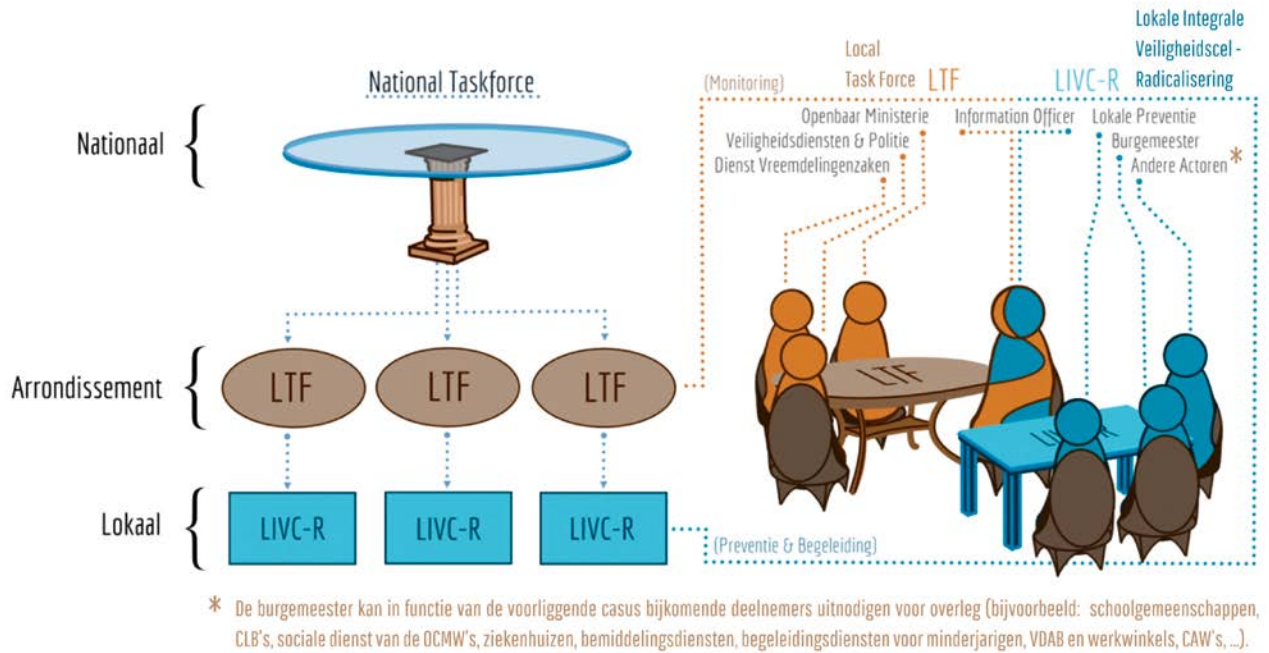 National Taskforce
Nationaal
Arrondissement
LTF
LTF
LTF
Lokaal
LIVC-R
LIVC-R
LIVC-R
(Monitoring)
Local
Task Force LTF
Openbaar Ministerie
Veiligheidsdiensten & Politie
Dienst Vreemdelingenzaken
Information Officer
Lokale Integrale
Veiligheidscel -
LIVC-R Radicalisering
Lokale Preventie
Burgemeester
Andere Actoren *
LTF
LIVC-R
(Preventie & Begeleiding)
* De burgemeester kan in functie van de voorliggende casus bijkomende deelnemers uitnodigen voor overleg (bijvoorbeeld: schoolgemeenschappen,
CLB's, sociale dienst van de OCMW's, ziekenhuizen, bemiddelingsdiensten, begeleidingsdiensten voor minderjarigen, VDAB en werkwinkels, CAW's, ...).